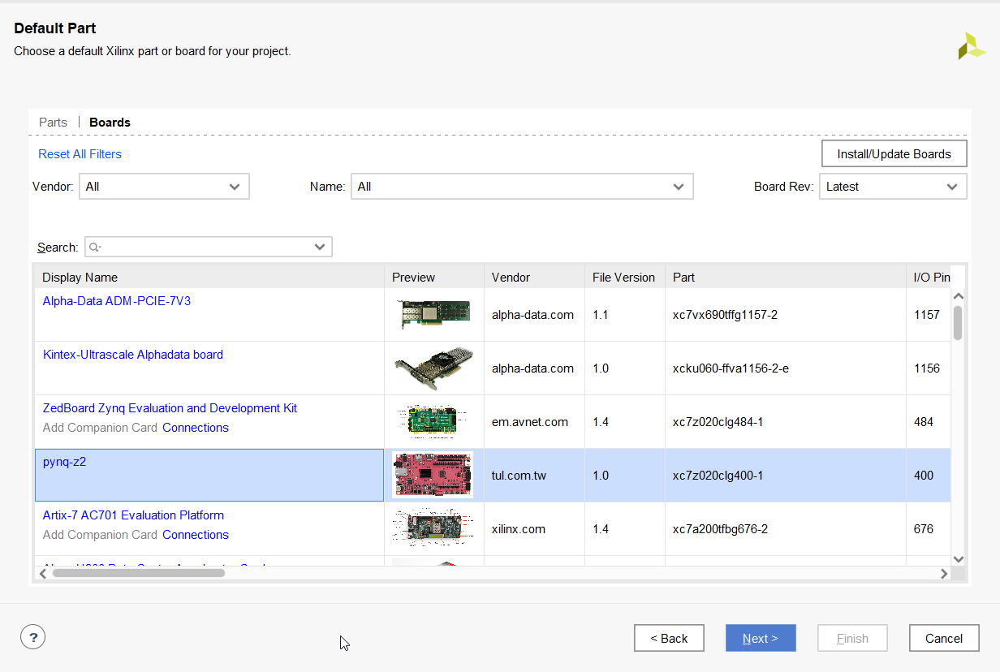 Default Part
Choose a default Xilinx part or board for your project.
Parts | Boards
Reset All Filters
Install/Update Boards
Vendor: All Name: All Board Rev: Latest
Search:
Display Name Preview Vendor File Version Part I/O Pin
Alpha-Data ADM-PCIE-7V3 alpha-data.com 1.1 xc7vx690tffg1157-2 1157
Kintex-Ultrascale Alphadata board alpha-data.com 1.0 xcku060-ffva1156-2-e 1156
ZedBoard Zynq Evaluation and Development Kit
Add Companion Card Connections em.avnet.com 1.4 xc7z020clg484-1 484
pynq-z2 tul.com.tw 1.0 xc7z020clg400-1 400
Artix-7 AC701 Evaluation Platform
Add Companion Card Connections xilinx.com 1.4 xc7a200tfbg676-2 676
? < Back Next > Finish Cancel